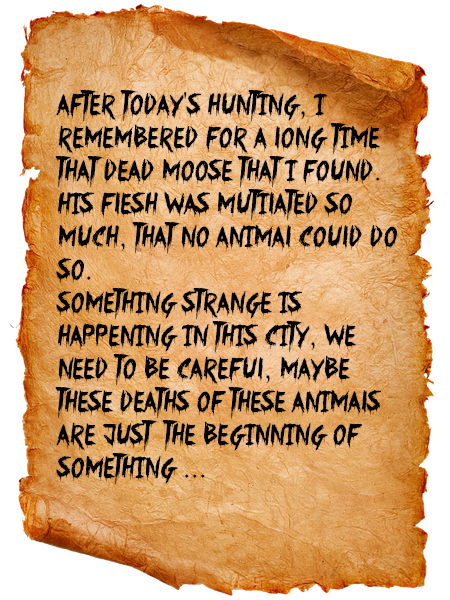 AFTER TODAY'S HUNTING, I
REMEMBERED FOR A LONG TIME
THAT DEAD MOOSE THAT I FOUND.
HIS FLESH WAS MUTILATED SO
MUCH, THAT NO ANIMAL COULD DO
SO.
SOMETHING STRANGE IS
HAPPENING IN THIS CITY, WE
NEED TO BE CAREFUL, MAYBE
THESE DEATHS OF THESE ANIMALS
ARE JUST THE BEGINNING OF
SOMETHING ...